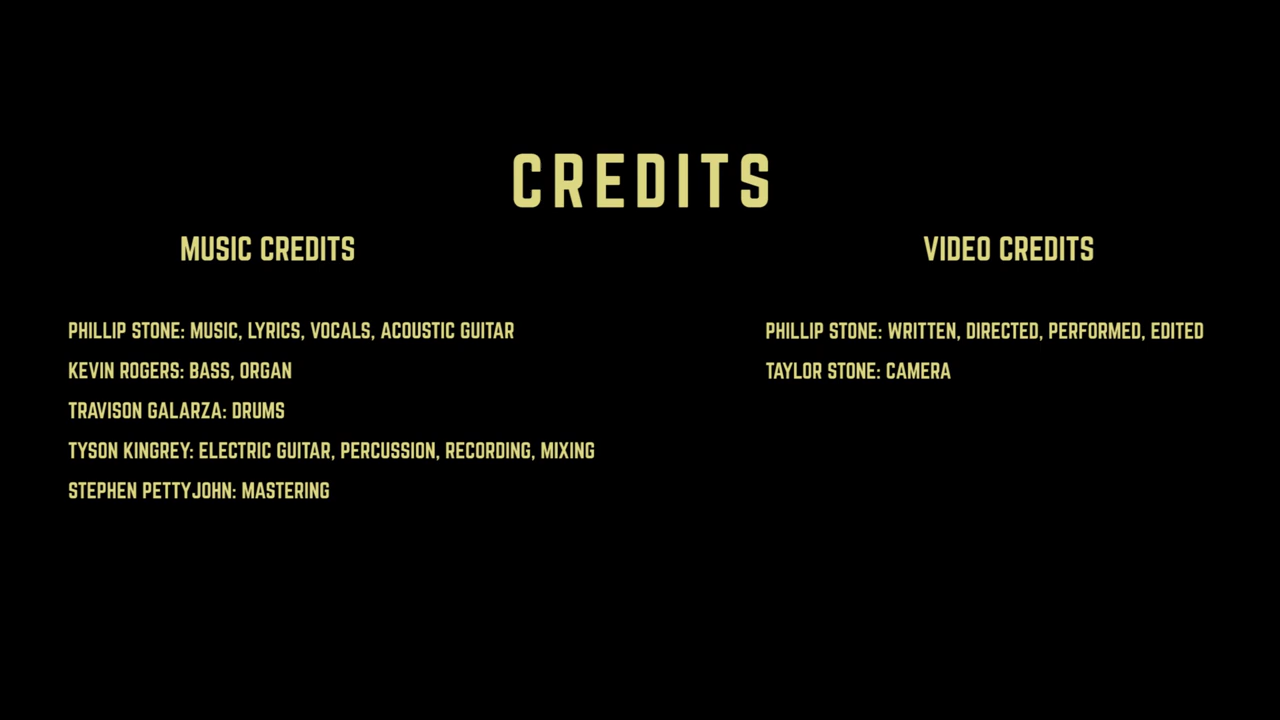 CREDITS
MUSIC CREDITS
PHILLIP STONE: MUSIC, LYRICS, VOCALS, ACOUSTIC GUITAR
KEVIN ROGERS: BASS, ORGAN
TRAVISON GALARZA: DRUMS
TYSON KINGREY: ELECTRIC GUITAR, PERCUSSION, RECORDING, MIXING
STEPHEN PETTYJOHN: MASTERING
VIDEO CREDITS
PHILLIP STONE: WRITTEN, DIRECTED, PERFORMED, EDITED
TAYLOR STONE: CAMERA